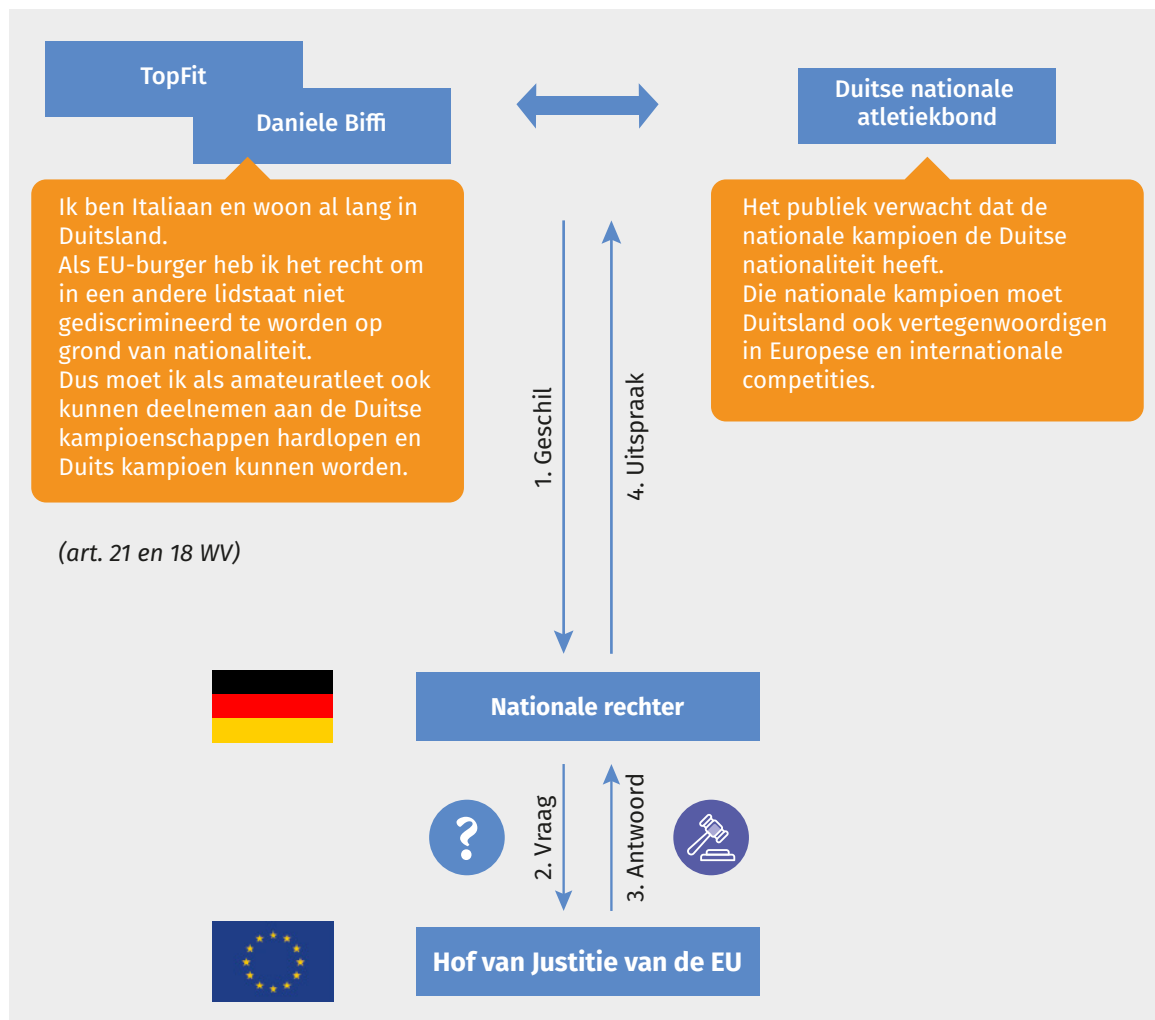 TopFit
Daniele Biffi
Duitse nationale
atletiekbond
Ik ben Italiaan en woon al lang in
Duitsland.
Als EU-burger heb ik het recht om
in een andere lidstaat niet
gediscrimineerd te worden op
grond van nationaliteit.
Dus moet ik als amateuratleet ook
kunnen deelnemen aan de Duitse
kampioenschappen hardlopen en
Duits kampioen kunnen worden.
Het publiek verwacht dat de
nationale kampioen de Duitse
nationaliteit heeft.
Die nationale kampioen moet
Duitsland ook vertegenwoordigen
in Europese en internationale
competities.
(art. 21 en 18 WV)
1. Geschil
4. Uitspraak
Nationale rechter
?
2. Vraag
3. Antwoord
Hof van Justitie van de EU